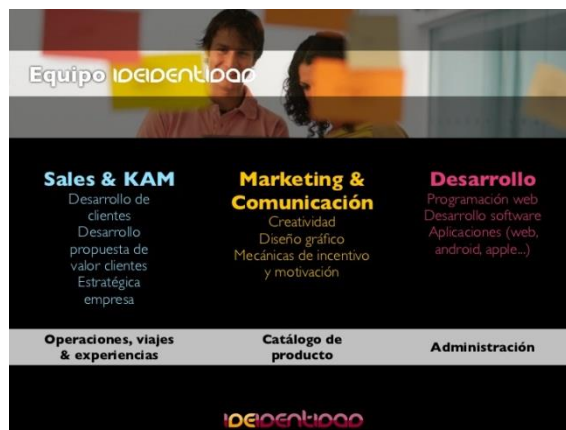 Equipo IDEIDENTIDAD
Sales & KAM
Desarrollo de
clientes
Desarrollo
propuesta de
valor clientes
Estratégica
empresa
Marketing &
Comunicación
Creatividad
Diseño gráfico
Mecánicas de incentivo
y motivación
Desarrollo
Programación web
Desarrollo software
Aplicaciones (web,
android, apple...)
Operaciones, viajes
& experiencias
Catálogo de
producto
Administración
IDEIDENTIDAD